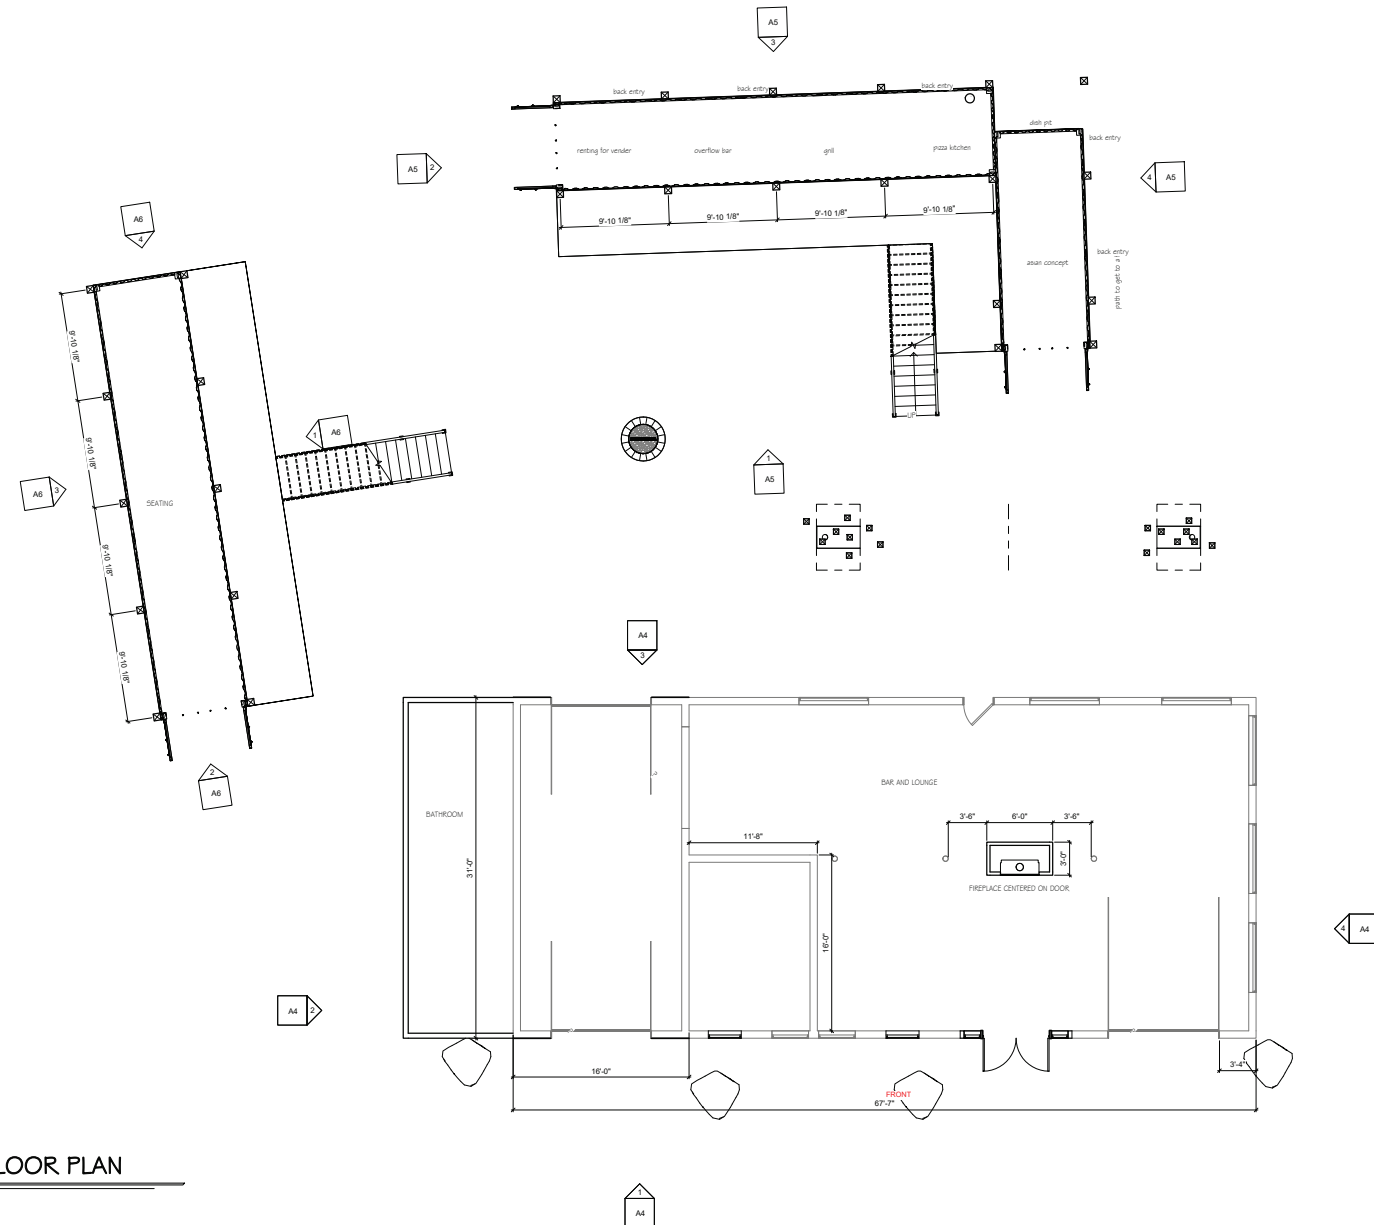 A5
3
back entry
back entry
back entry
dish pit
back entry
renting for vender
overflow bar
grill
pizza kitchen
A5
2
4
A5
9'-10 1/8"
9'-10 1/8"
9'-10 1/8"
9'-10 1/8"
A6
4
back entry
asian concept
path to get to a!
9'-10 1/8"
9'-10 1/8"
9'-10 1/8"
9'-10 1/8"
UP
1
A6
1
A5
A6
3
SEATING
A4
3
2
A6
BAR AND LOUNGE
BATHROOM
3'-6"
6'-0"
3'-6"
11'-8"
3'-0"
31'-0"
FIREPLACE CENTERED ON DOOR
16'-0"
4
A4
A4
2
16'-0"
3'-4"
FRONT
67'-7"
LOOR PLAN
1
A4